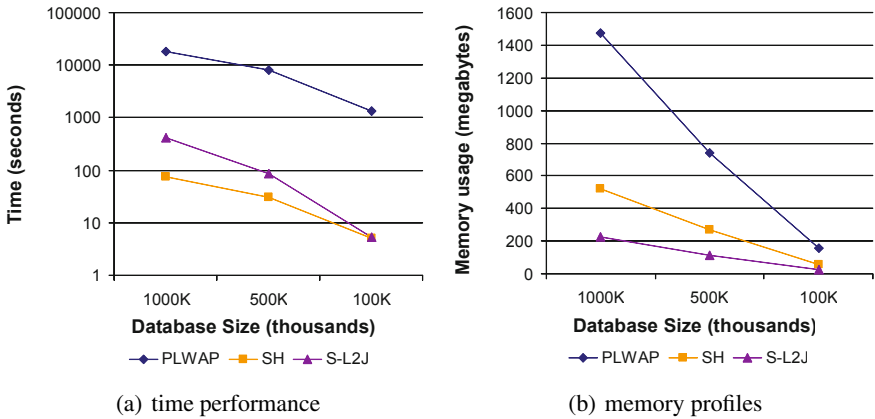 100000
10000
1000
100
10
1
Time (seconds)
1000K
500K
100K
Database Size (thousands)
PLWAP
SH
S-L2J
(a) time performance
1600
1400
1200
1000
800
600
400
200
0
Memory usage (megabytes)
1000K
500K
100K
Database Size (thousands)
PLWAP
SH
S-L2J
(b) memory profiles